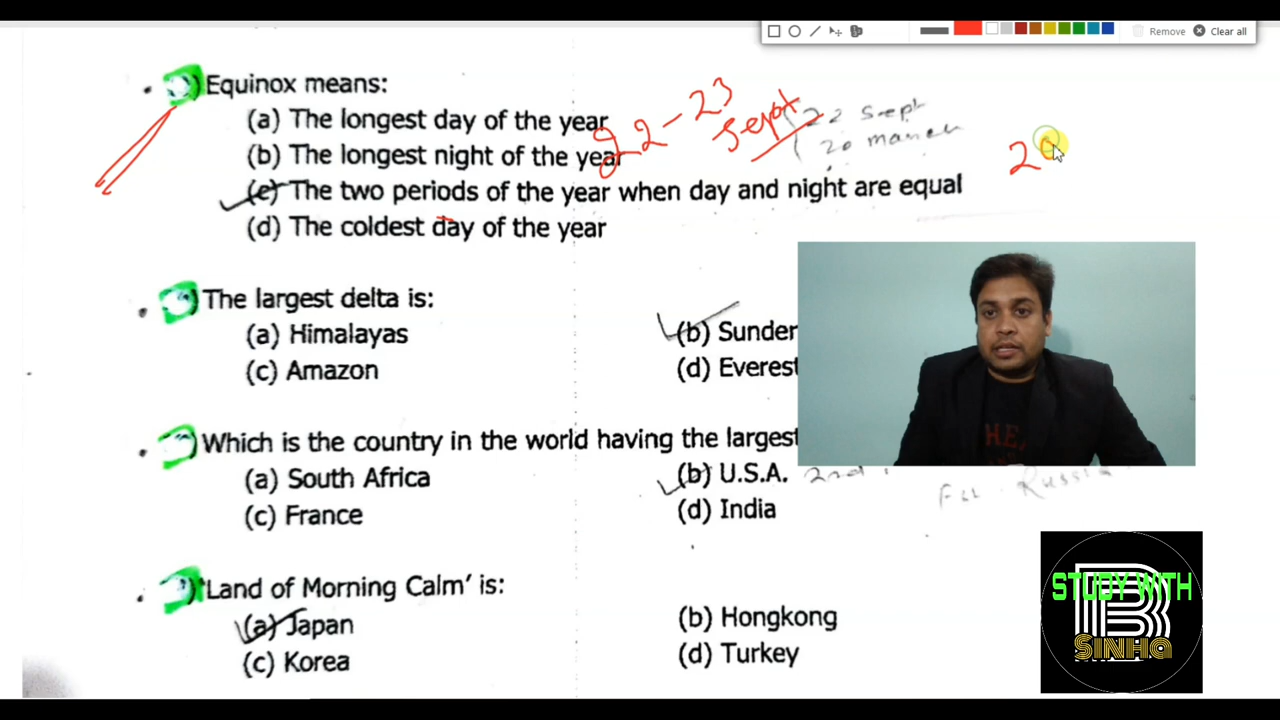 Remove Clear all
Equinox means:
(a) The longest day of the year
22-23 Sept
22 Sept
(b) The longest night of the year
20 march
2
(c) The two periods of the year when day and night are equal
(d) The coldest day of the year
The largest delta is:
(a) Himalayas
(b) Sunder
(c) Amazon
(d) Everest
Which is the country in the world having the largest
(a) South Africa
(b) U.S.A. 2nd
Russia
(c) France
(d) India
'Land of Morning Calm' is:
(a) Japan
(b) Hongkong
(c) Korea
(d) Turkey
STUDY WITH
B
SINHA